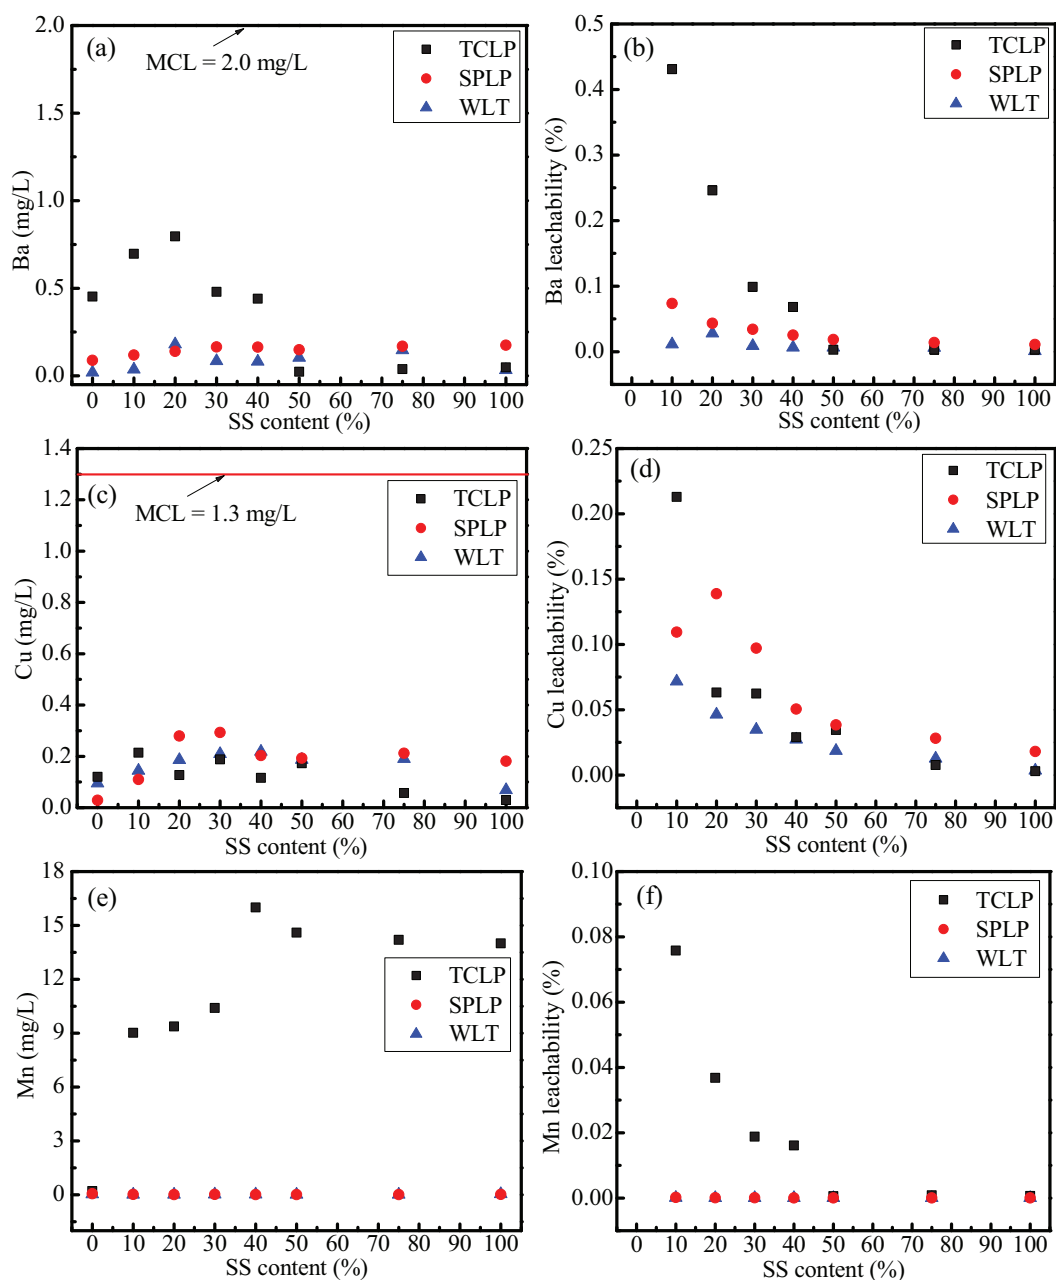 (a)
MCL = 2.0 mg/L
TCLP
SPLP
WLT
2.0
1.5
1.0
0.5
0.0
Ba (mg/L)
0 10 20 30 40 50 60 70 80 90 100
SS content (%)
(b)
TCLP
SPLP
WLT
0.5
0.4
0.3
0.2
0.1
0.0
Ba leachability (%)
0 10 20 30 40 50 60 70 80 90 100
SS content (%)
(c)
MCL = 1.3 mg/L
TCLP
SPLP
WLT
1.4
1.2
1.0
0.8
0.6
0.4
0.2
0.0
Cu (mg/L)
0 10 20 30 40 50 60 70 80 90 100
SS content (%)
(d)
TCLP
SPLP
WLT
0.25
0.20
0.15
0.10
0.05
0.00
Cu leachability (%)
0 10 20 30 40 50 60 70 80 90 100
SS content (%)
(e)
TCLP
SPLP
WLT
18
15
12
9
6
3
0
Mn (mg/L)
0 10 20 30 40 50 60 70 80 90 100
SS content (%)
(f)
TCLP
SPLP
WLT
0.10
0.08
0.06
0.04
0.02
0.00
Mn leachability (%)
0 10 20 30 40 50 60 70 80 90 100
SS content (%)